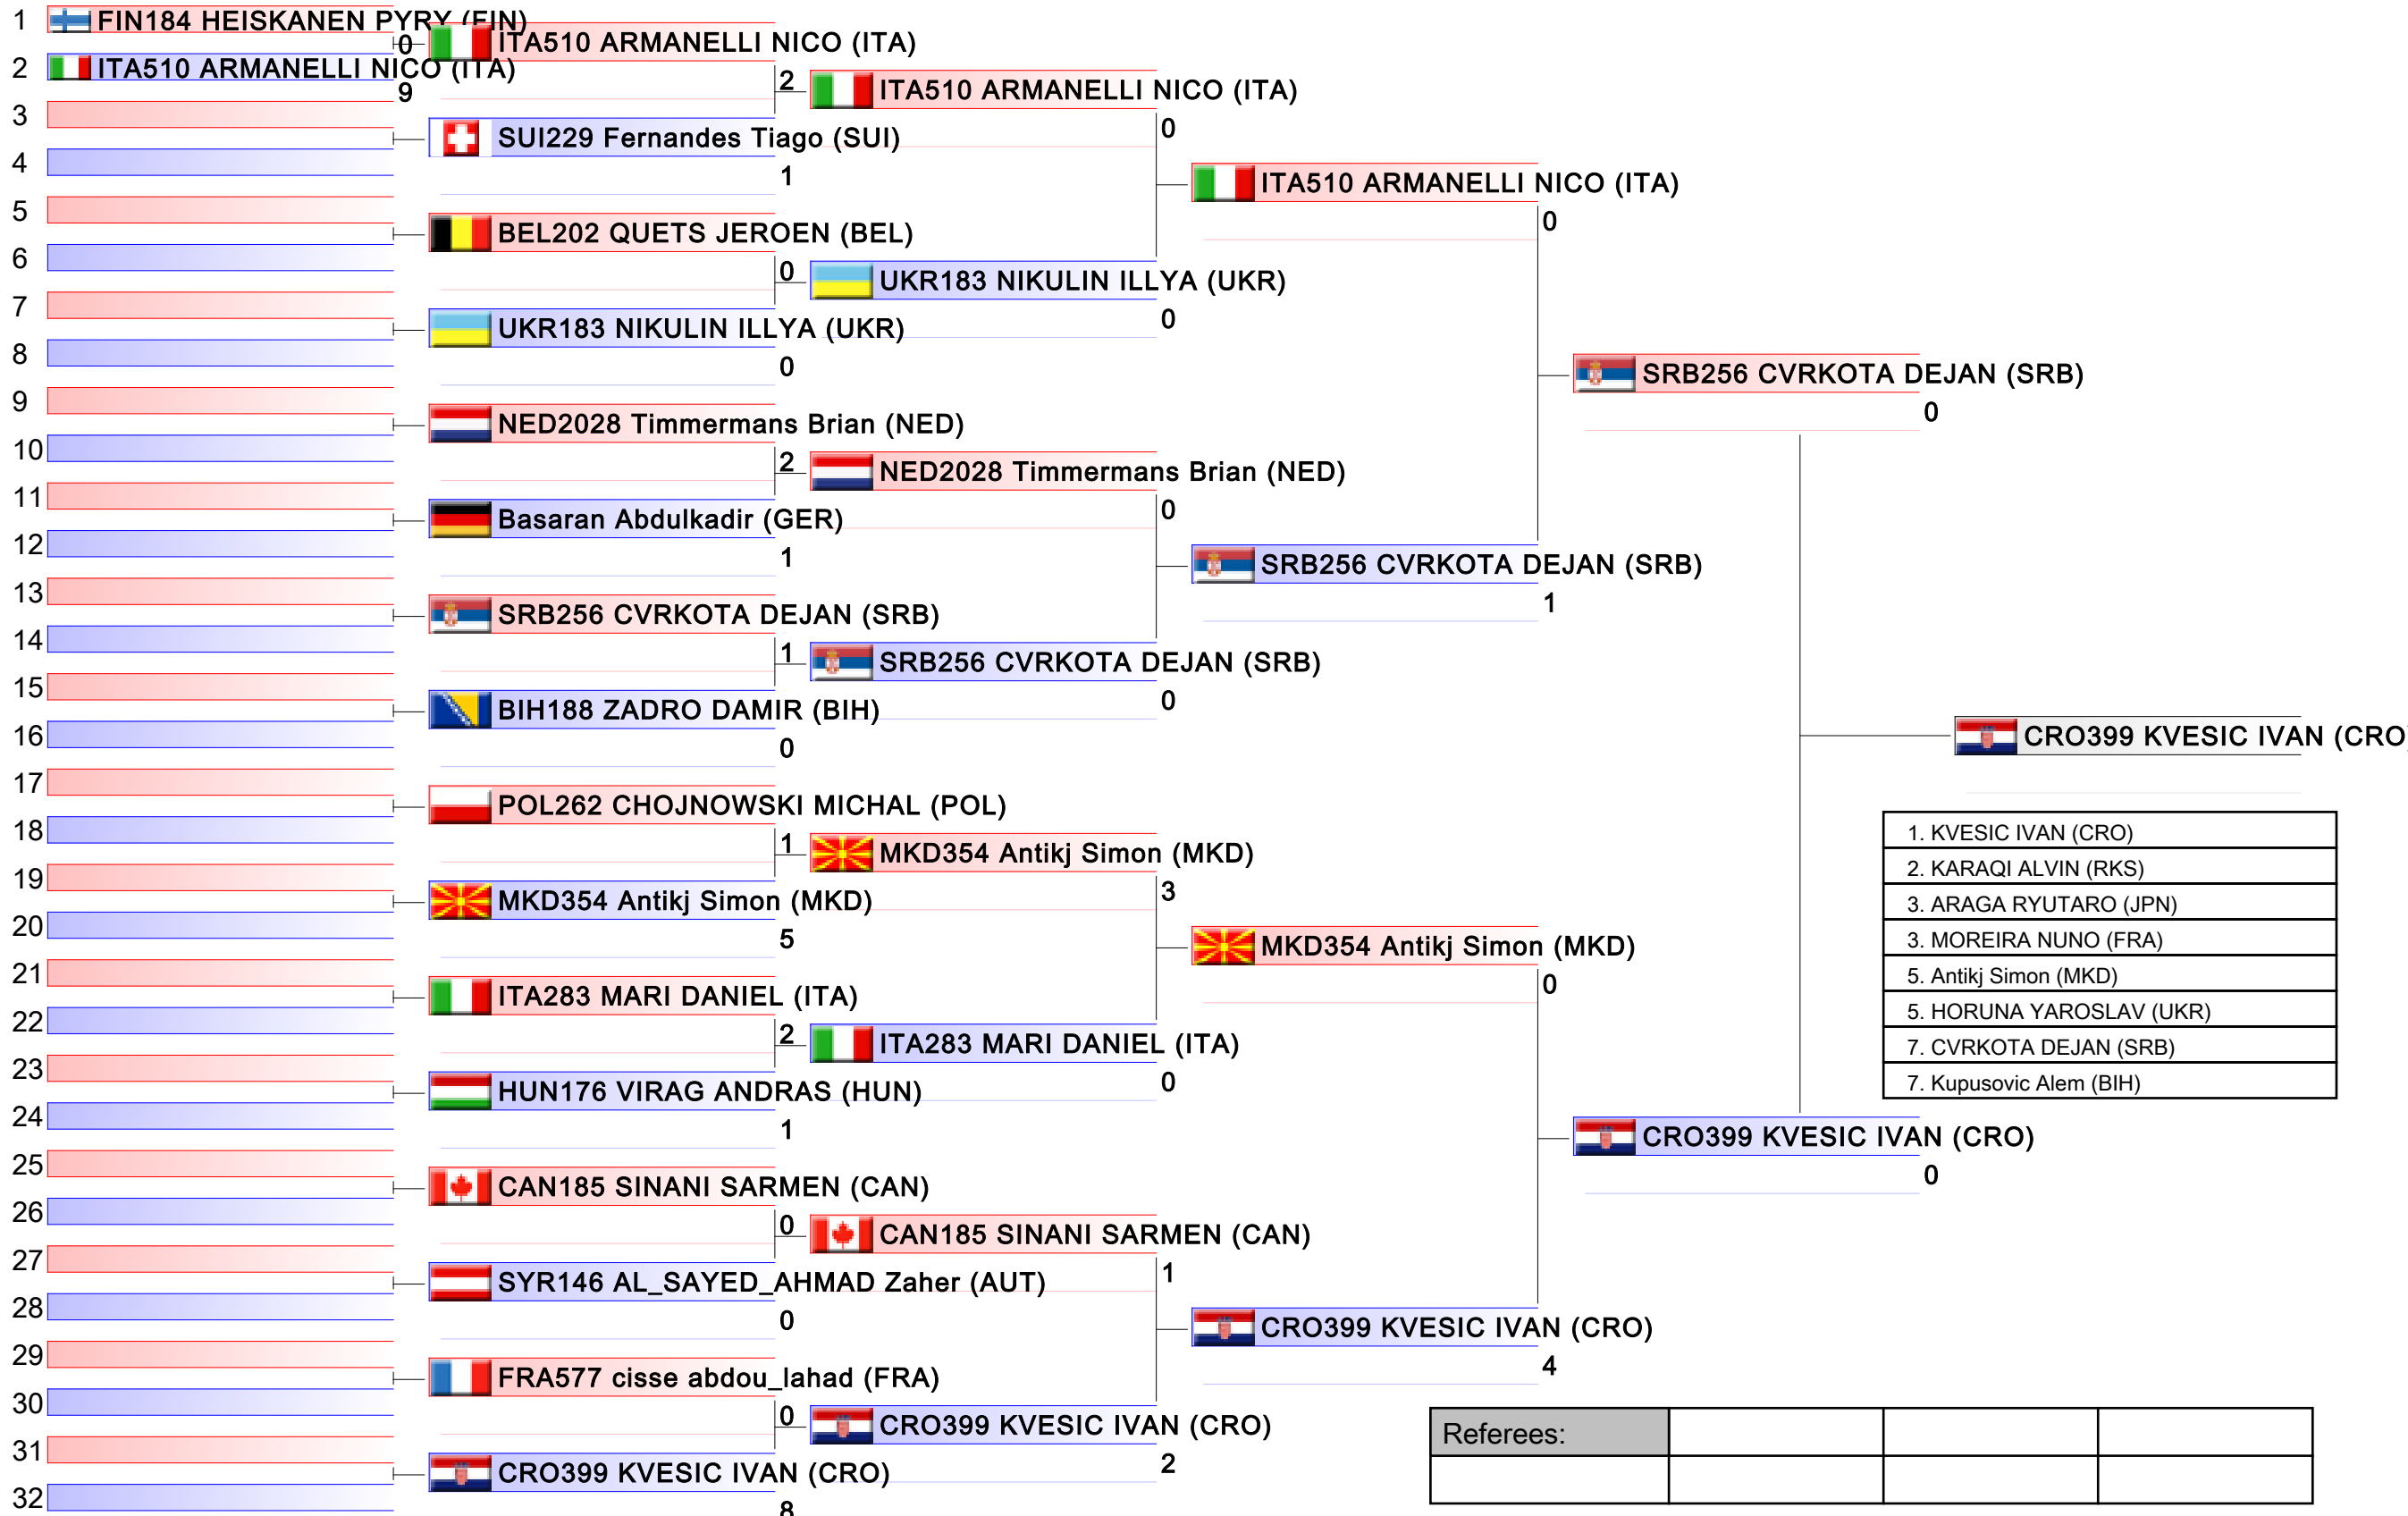 1
FIN184 HEISKANEN PYRY (FIN)
0
2
ITA510 ARMANELLI NICO (ITA)
9
3
4
5
6
7
8
9
10
11
12
13
14
15
16
17
18
19
20
21
22
23
24
25
26
27
28
29
30
31
32
ITA510 ARMANELLI NICO (ITA)
2
SUI229 Fernandes Tiago (SUI)
1
BEL202 QUETS JEROEN (BEL)
0
UKR183 NIKULIN ILLYA (UKR)
0
NED2028 Timmermans Brian (NED)
2
Basaran Abdulkadir (GER)
1
SRB256 CVRKOTA DEJAN (SRB)
1
BIH188 ZADRO DAMIR (BIH)
0
POL262 CHOJNOWSKI MICHAL (POL)
1
MKD354 Antikj Simon (MKD)
5
ITA283 MARI DANIEL (ITA)
2
HUN176 VIRAG ANDRAS (HUN)
1
CAN185 SINANI SARMEN (CAN)
0
SYR146 AL_SAYED_AHMAD Zaher (AUT)
0
FRA577 cisse abdou_lahad (FRA)
0
CRO399 KVESIC IVAN (CRO)
8
ITA510 ARMANELLI NICO (ITA)
0
UKR183 NIKULIN ILLYA (UKR)
0
NED2028 Timmermans Brian (NED)
0
SRB256 CVRKOTA DEJAN (SRB)
0
MKD354 Antikj Simon (MKD)
3
ITA283 MARI DANIEL (ITA)
0
CAN185 SINANI SARMEN (CAN)
1
CRO399 KVESIC IVAN (CRO)
2
ITA510 ARMANELLI NICO (ITA)
0
SRB256 CVRKOTA DEJAN (SRB)
1
MKD354 Antikj Simon (MKD)
0
CRO399 KVESIC IVAN (CRO)
4
SRB256 CVRKOTA DEJAN (SRB)
0
CRO399 KVESIC IVAN (CRO)
0
CRO399 KVESIC IVAN (CRO
1. KVESIC IVAN (CRO)
2. KARAQI ALVIN (RKS)
3. ARAGA RYUTARO (JPN)
3. MOREIRA NUNO (FRA)
5. Antikj Simon (MKD)
5. HORUNA YAROSLAV (UKR)
7. CVRKOTA DEJAN (SRB)
7. Kupusovic Alem (BIH)
Referees: